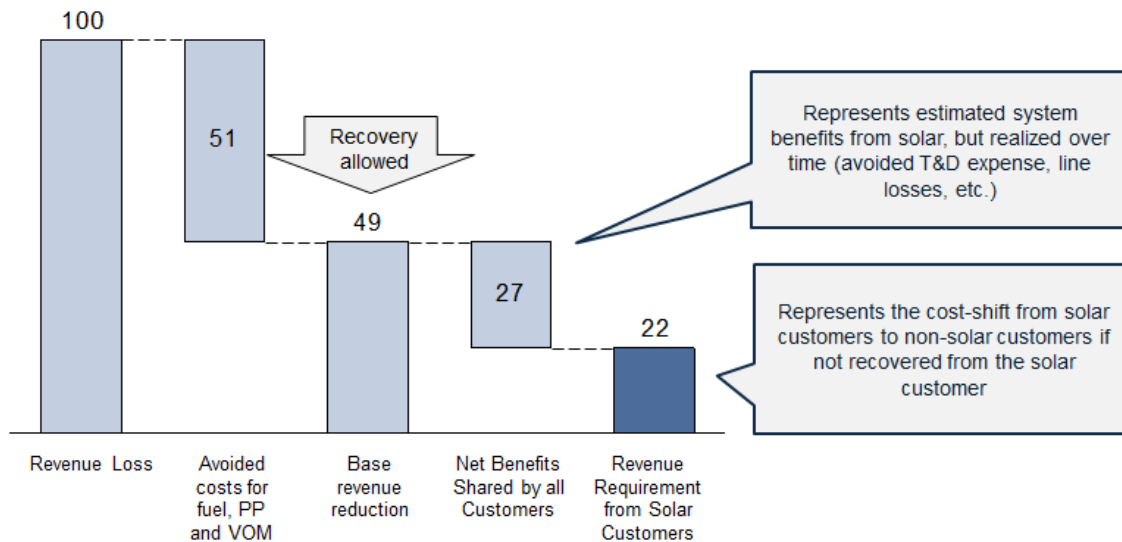 100
51
Recovery
allowed
49
27
22
Represents estimated system
benefits from solar, but realized over
time (avoided T&D expense, line
losses, etc.)
Represents the cost-shift from solar
customers to non-solar customers if
not recovered from the solar
customer
Revenue Loss
Avoided
costs for
fuel, PP
and VOM
Base
revenue
reduction
Net Benefits
Shared by all
Customers
Revenue
Requirement
from Solar
Customers